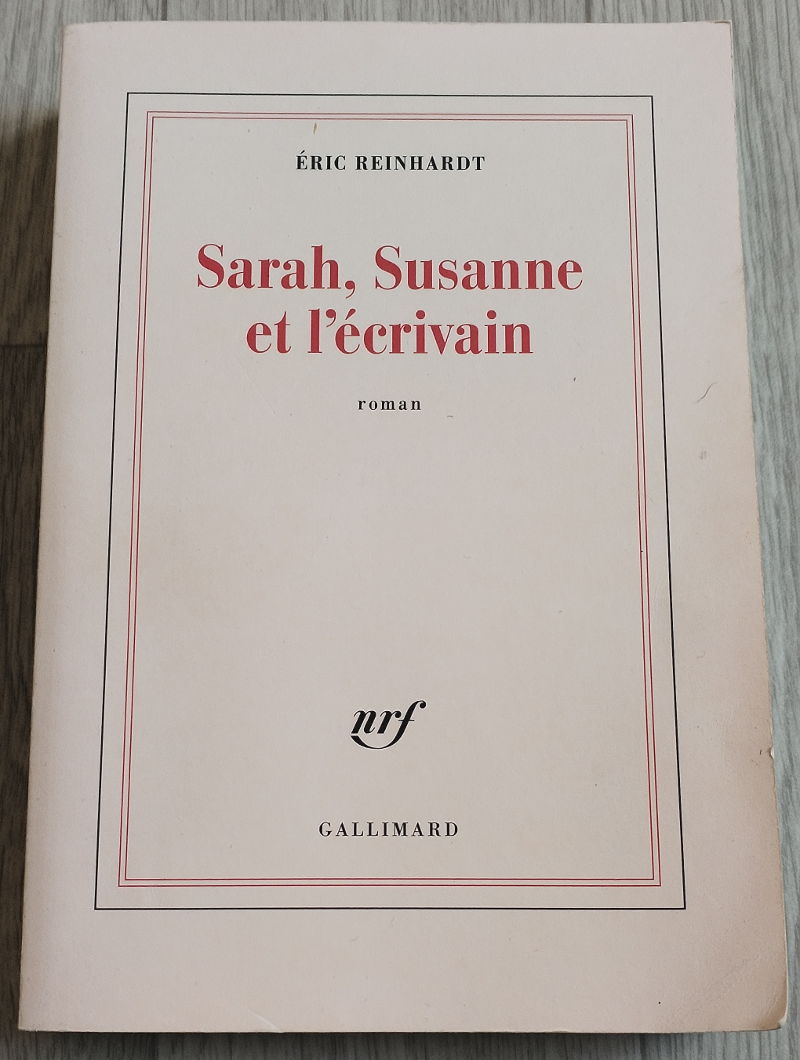 ÉRIC REINHARDT
Sarah, Susanne
et l’écrivain
roman
nrf
GALLIMARD